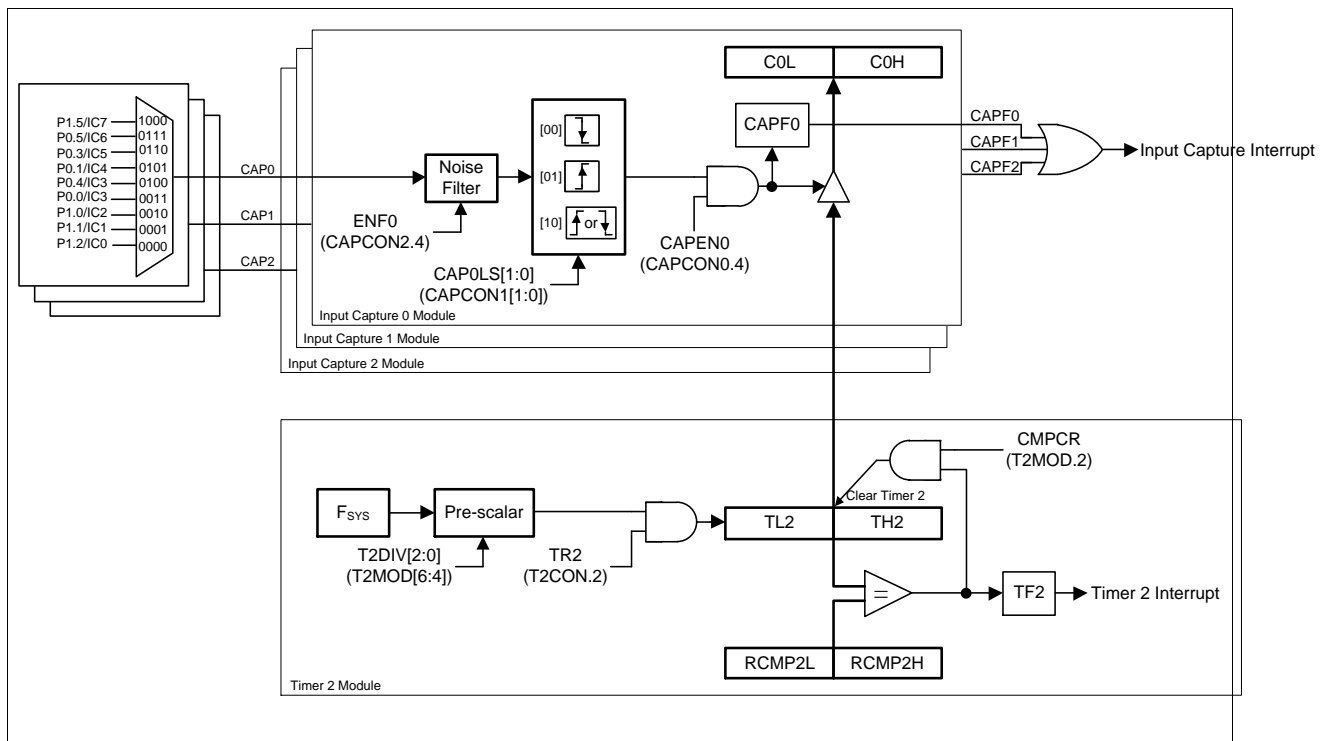 C0L C0H
P1.5/IC7 1000
P0.5/IC6 0111
P0.3/IC5 0110
P0.1/IC4 0101
P0.4/IC3 0100
P0.0/IC3 0011
P1.0/IC2 0010
P1.1/IC1 0001
P1.2/IC0 0000
CAP0
CAP1
CAP2
Noise
Filter
ENF0
(CAPCON2.4)
[00]
[01]
[10] or
CAP0LS[1:0]
(CAPCON1[1:0])
CAPF0
CAPEN0
(CAPCON0.4)
CAPF0
CAPF1
CAPF2
Input Capture Interrupt
Input Capture 0 Module
Input Capture 1 Module
Input Capture 2 Module
CMPCR
(T2MOD.2)
Clear Timer 2
FSYS
Pre-scalar
TL2 TH2
T2DIV[2:0]
(T2MOD[6:4])
TR2
(T2CON.2)
=
TF2
Timer 2 Interrupt
RCMP2L RCMP2H
Timer 2 Module